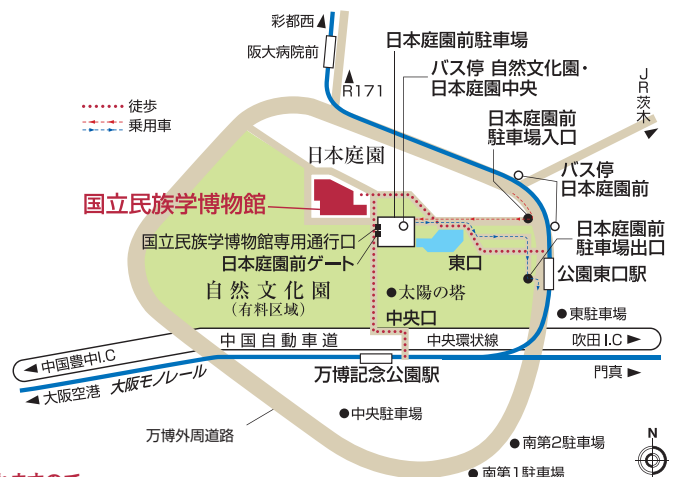 彩都西
阪大病院前
R171
日本庭園前駐車場
バス停 自然文化園・
日本庭園中央
JR茨木
徒歩
乗用車
日本庭園前
駐車場入口
日本庭園
バス停
日本庭園前
国立民族学博物館
国立民族学博物館専用通行口
日本庭園前ゲート
日本庭園前
駐車場出口
東口
公園東口駅
自然文化園
(有料区域)
太陽の塔
中央口
東駐車場
中国自動車道
中央環状線
吹田I.C
中国豊中I.C
大阪空港
大阪モノレール
万博記念公園駅
門真
中央駐車場
万博外周道路
南第2駐車場
南第1駐車場
N